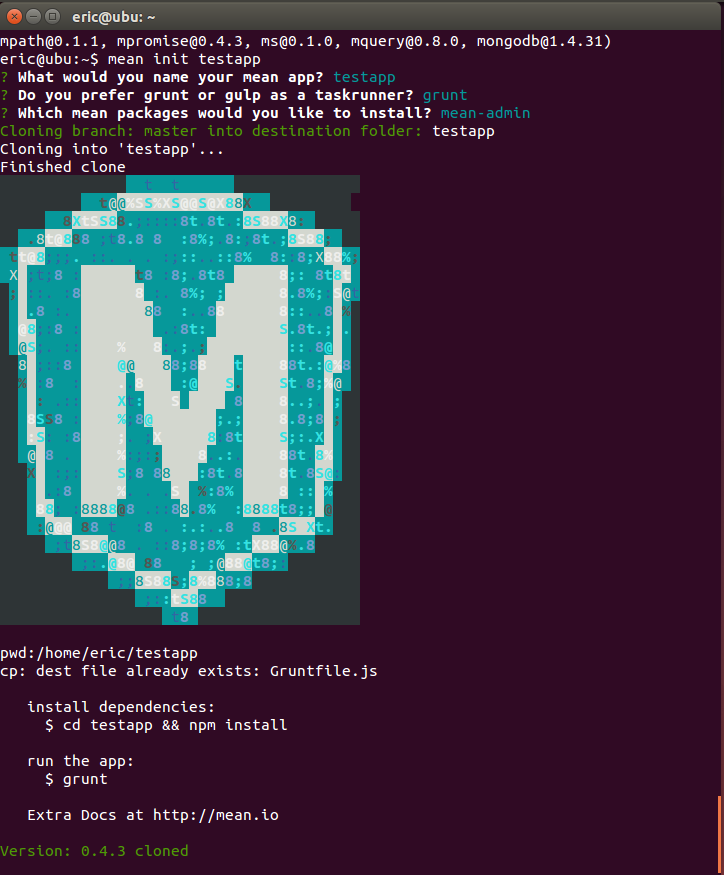 eric@ubu: ~
mpath@0.1.1, mpromise@0.4.3, ms@0.1.0, mquery@0.8.0, mongodb@1.4.31)
eric@ubu:~$ mean init testapp
? What would you name your mean app? testapp
? Do you prefer grunt or gulp as a taskrunner? grunt
? Which mean packages would you like to install? mean-admin
Cloning branch: master into destination folder: testapp
Cloning into 'testapp'...
Finished clone
pwd:/home/eric/testapp
cp: dest file already exists: Gruntfile.js
install dependencies:
$ cd testapp && npm install
run the app:
$ grunt
Extra Docs at http://mean.io
Version: 0.4.3 cloned